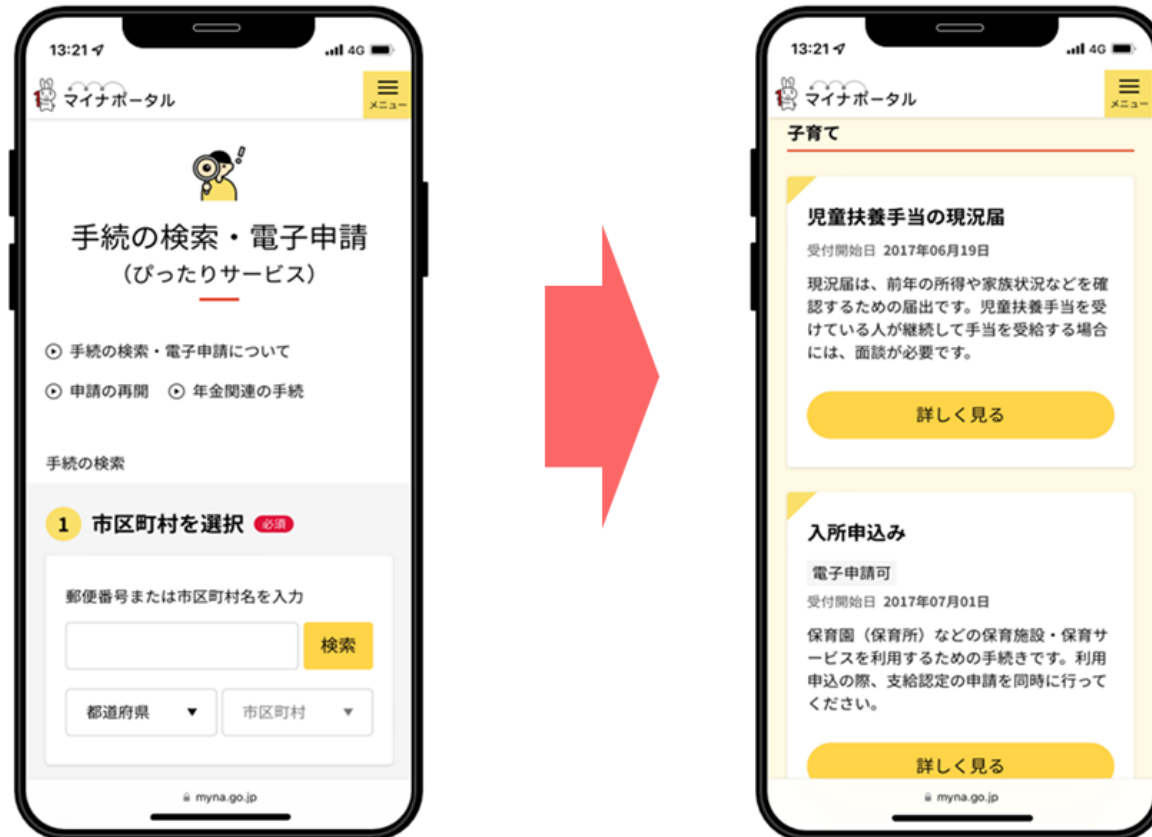 13:21
4G
マイナポータル
メニュー
手続の検索・電子申請
（ぴったりサービス）
手続の検索・電子申請について
申請の再開 年金関連の手続
手続の検索
1 市区町村を選択 必須
郵便番号または市区町村名を入力
検索
都道府県 ▼ 市区町村 ▼
myna.go.jp
13:21
4G
マイナポータル
メニュー
子育て
児童扶養手当の現況届
受付開始日 2017年06月19日
現況届は、前年の所得や家族状況などを確
認するための届出です。児童扶養手当を受
けている人が継続して手当を受給する場合
には、面談が必要です。
詳しく見る
入所申込み
電子申請可
受付開始日 2017年07月01日
保育園（保育所）などの保育施設・保育サ
ービスを利用するための手続きです。利用
申込の際、支給認定の申請を同時に行って
ください。
詳しく見る
myna.go.jp